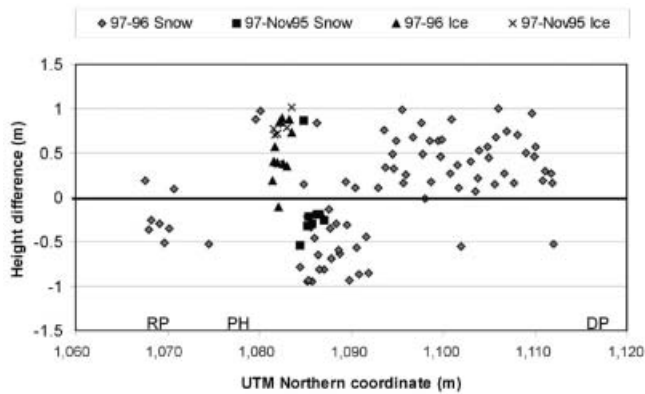 97-96 Snow 97-Nov95 Snow 97-96 Ice 97-Nov95 Ice
1.5
1
0.5
0
-0.5
-1
-1.5
Height difference (m)
RP PH DP
1,060 1,070 1,080 1,090 1,100 1,110 1,120
UTM Northern coordinate (m)